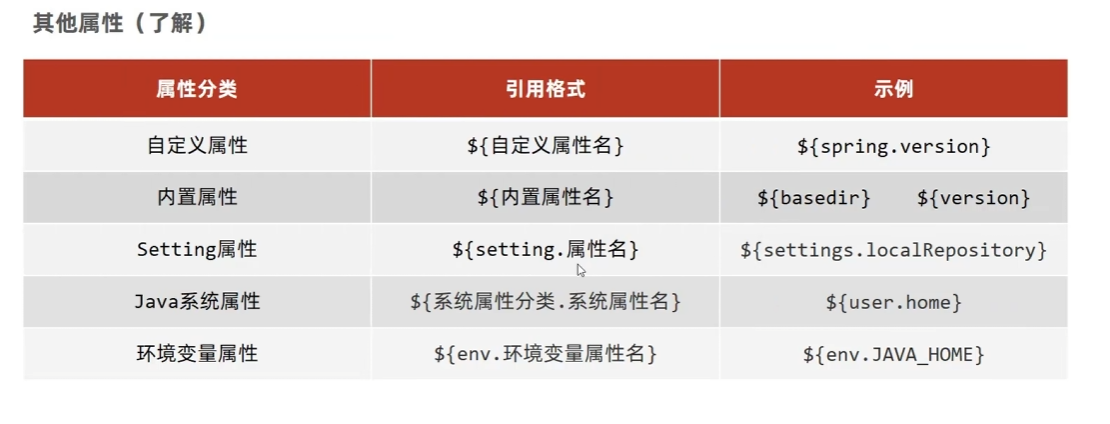 其他属性（了解）
属性分类 引用格式 示例
自定义属性 ${自定义属性名} ${spring.version}
内置属性 ${内置属性名} ${basedir} ${version}
Setting属性 ${setting.属性名} ${settings.localRepository}
Java系统属性 ${系统属性分类.系统属性名} ${user.home}
环境变量属性 ${env.环境变量属性名} ${env.JAVA_HOME}